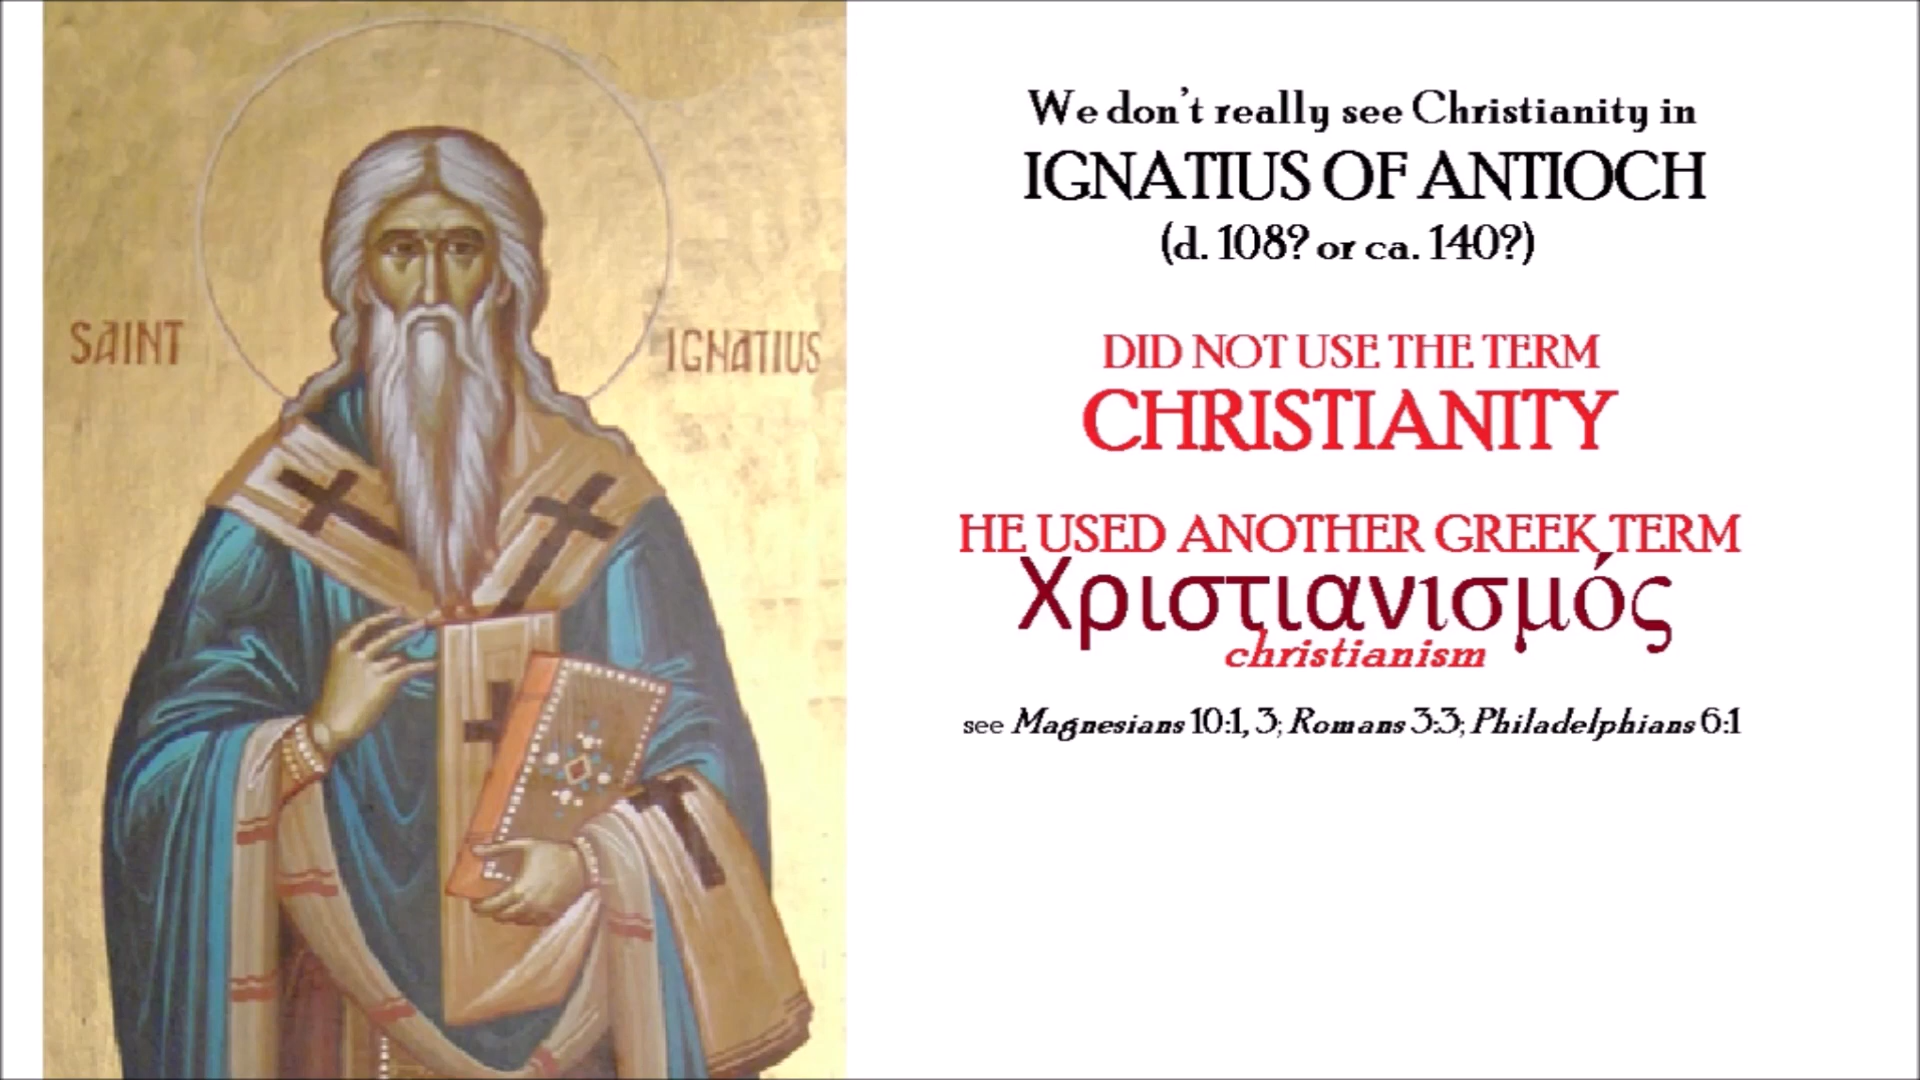 SAINT IGNATIUS
We don't really see Christianity in
IGNATIUS OF ANTIOCH
(d. 108? or ca. 140?)
DID NOT USE THE TERM
CHRISTIANITY
HE USED ANOTHER GREEK TERM
Χριστιανισμός
christianism
see Magnesians 10:1, 3; Romans 3:3; Philadelphians 6:1